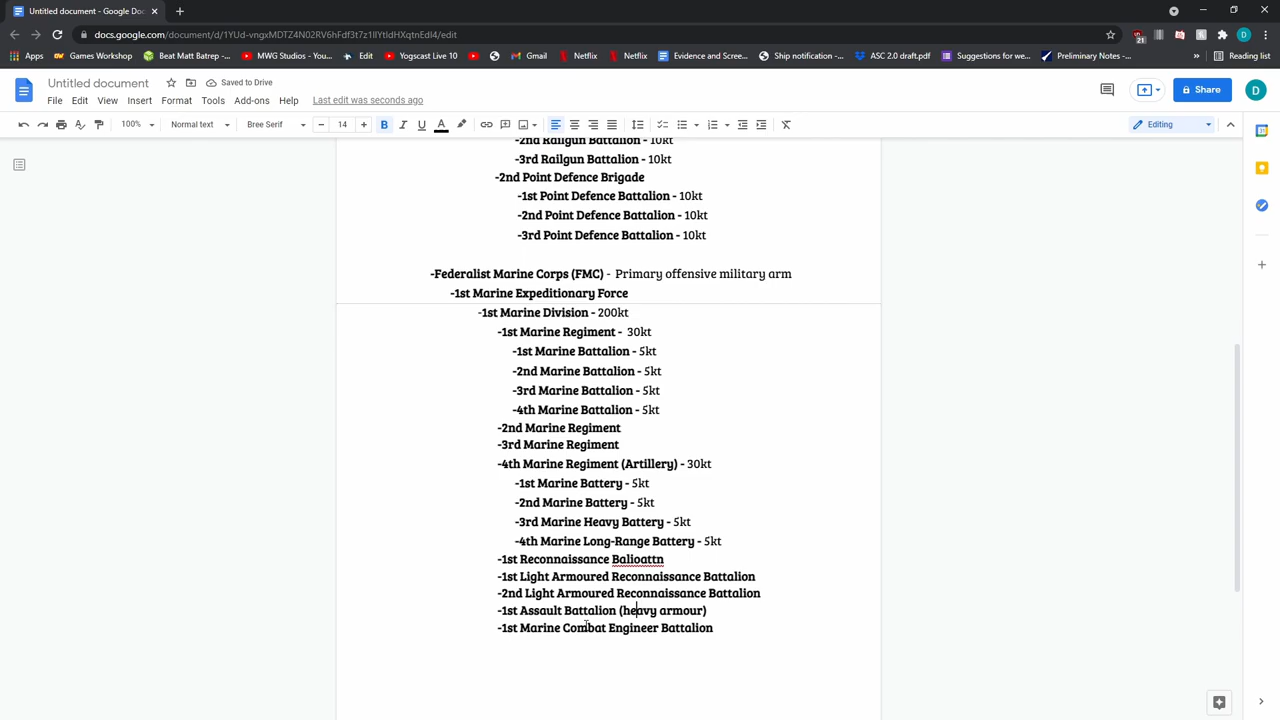 Untitled document - Google Docs
docs.google.com/document/d/1YUd-vngxMDTZ4N02RV6hFdf3t7z1IlYtldHXqtnEdI4/edit
21 D
Apps Games Workshop Beat Matt Batrep -... MWG Studios - You... Edit Yogscast Live 10 Gmail Netflix Netflix Evidence and Scree... Ship notification -... ASC 2.0 draft.pdf Suggestions for we... Preliminary Notes -... » Reading list
Untitled document Saved to Drive
File Edit View Insert Format Tools Add-ons Help Last edit was seconds ago
Share D
100% Normal text Bree Serif 14 B I U A Editing
-2nd Railgun Battalion - 10kt
-3rd Railgun Battalion - 10kt
-2nd Point Defence Brigade
-1st Point Defence Battalion - 10kt
-2nd Point Defence Battalion - 10kt
-3rd Point Defence Battalion - 10kt
-Federalist Marine Corps (FMC) - Primary offensive military arm
-1st Marine Expeditionary Force
-1st Marine Division - 200kt
-1st Marine Regiment - 30kt
-1st Marine Battalion - 5kt
-2nd Marine Battalion - 5kt
-3rd Marine Battalion - 5kt
-4th Marine Battalion - 5kt
-2nd Marine Regiment
-3rd Marine Regiment
-4th Marine Regiment (Artillery) - 30kt
-1st Marine Battery - 5kt
-2nd Marine Battery - 5kt
-3rd Marine Heavy Battery - 5kt
-4th Marine Long-Range Battery - 5kt
-1st Reconnaissance Balioattn
-1st Light Armoured Reconnaissance Battalion
-2nd Light Armoured Reconnaissance Battalion
-1st Assault Battalion (heavy armour)
-1st Marine Combat Engineer Battalion